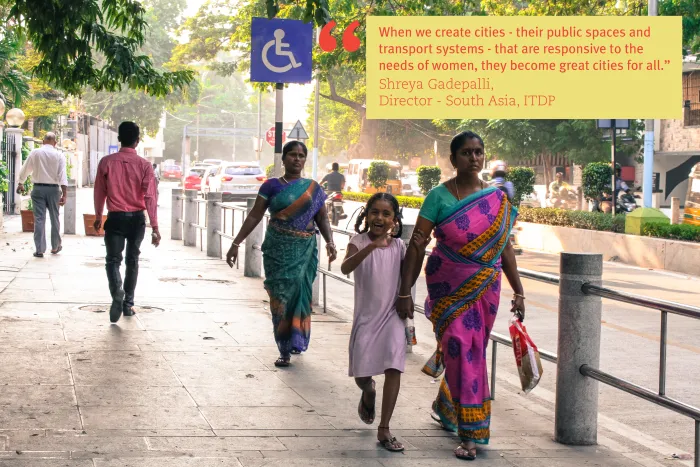 “
When we create cities - their public spaces and
transport systems - that are responsive to the
needs of women, they become great cities for all.”
Shreya Gadepalli,
Director - South Asia, ITDP